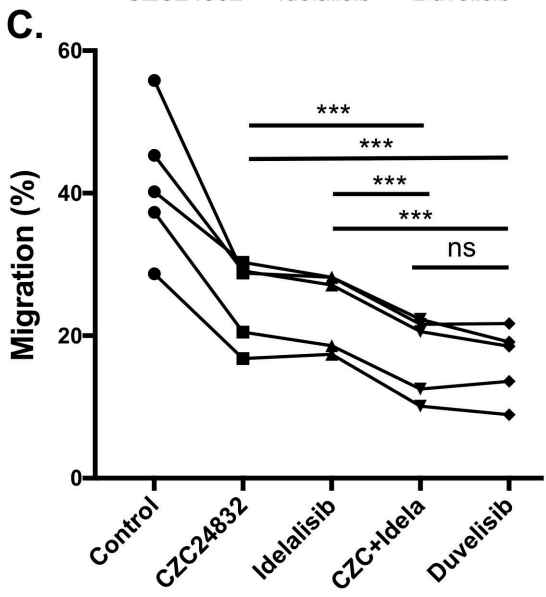 C.
60
***
***
40
***
***
ns
20
0
Migration (%)
Control
CZC24832
Idelalisib
CZC+Idela
Duvelisib